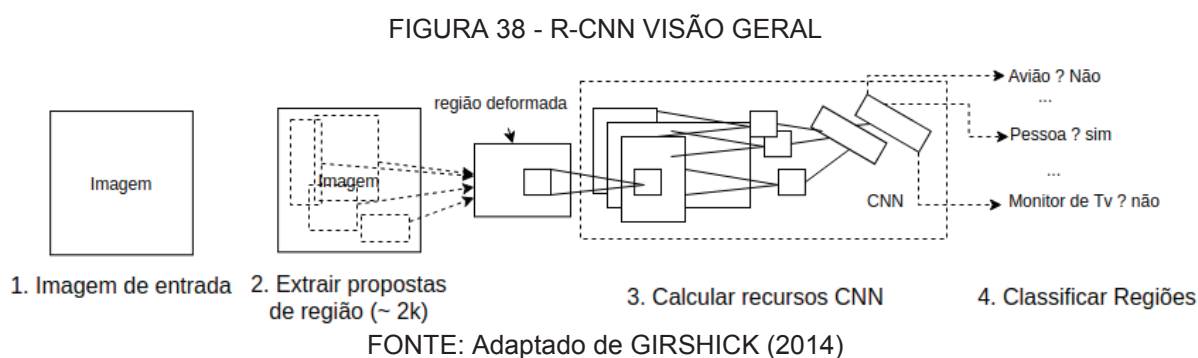 FIGURA 38 - R-CNN VISÃO GERAL
Imagem
1. Imagem de entrada
Imagem
2. Extrair propostas
de região (~ 2k)
região deformada
CNN
3. Calcular recursos CNN
Avião ? Não
...
Pessoa ? sim
...
Monitor de Tv ? não
4. Classificar Regiões
FONTE: Adaptado de GIRSHICK (2014)